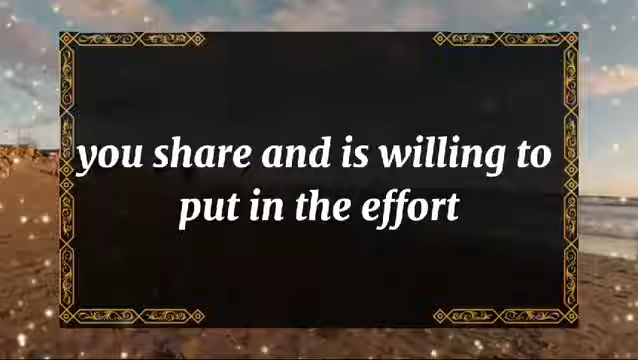 you share and is willing to
put in the effort